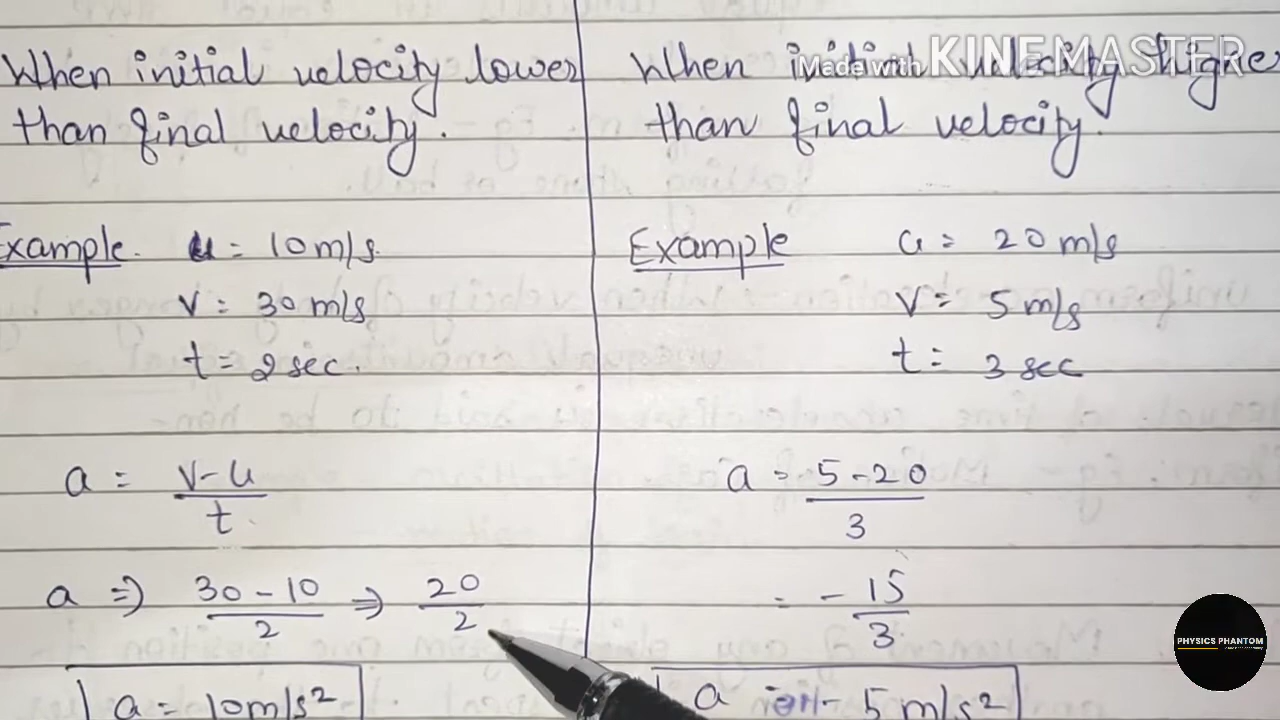 When initial velocity lower
than final velocity.
Example. u = 10 m/s.
v = 30 m/s
t = 2 sec.
a = v-u
t
a => 30 - 10 => 20
2 2
a = 10 m/s²
When initial velocity highe
than final velocity.
Made with KINEMASTER
Example u = 20 m/s
v = 5 m/s
t = 3 sec
a = 5 - 20
3
= - 15
3
a = - 5 m/s²
PHYSICS PHANTOM